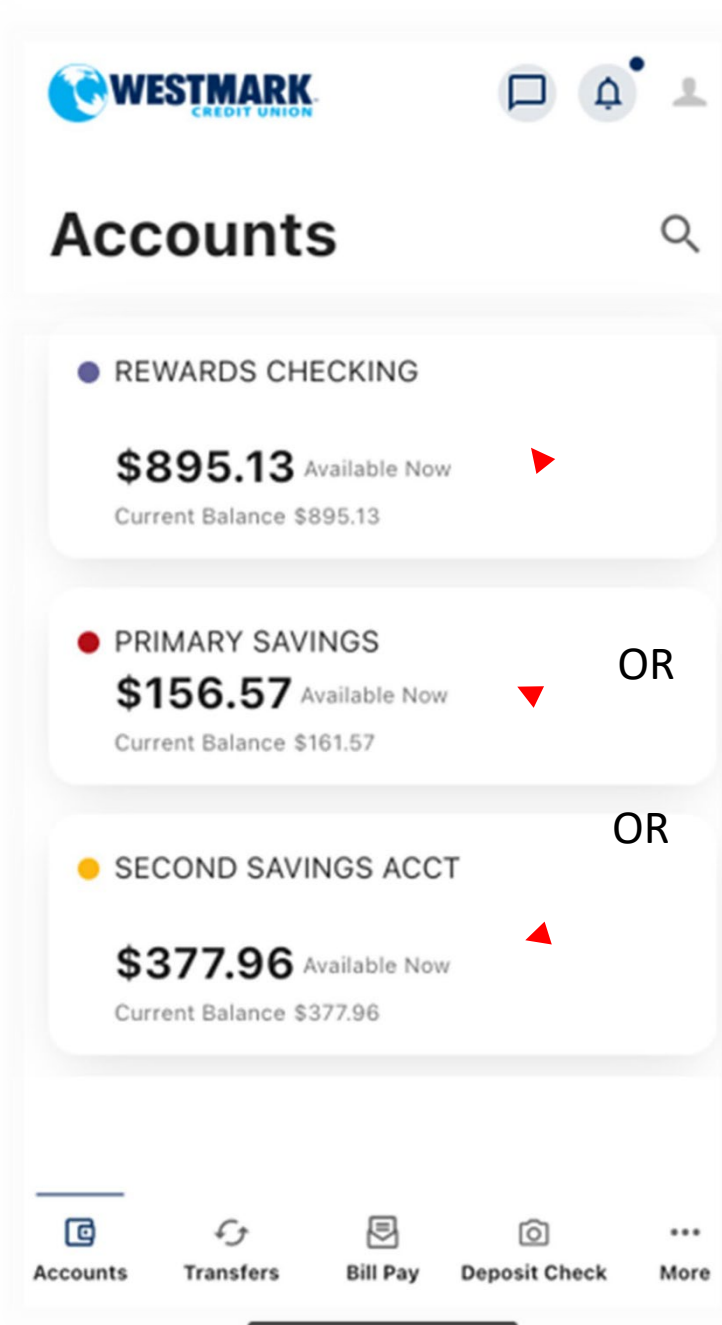 WESTMARK
CREDIT UNION
Accounts
REWARDS CHECKING
$895.13 Available Now
Current Balance $895.13
PRIMARY SAVINGS
OR
$156.57 Available Now
Current Balance $161.57
OR
SECOND SAVINGS ACCT
$377.96 Available Now
Current Balance $377.96
Accounts Transfers Bill Pay Deposit Check More